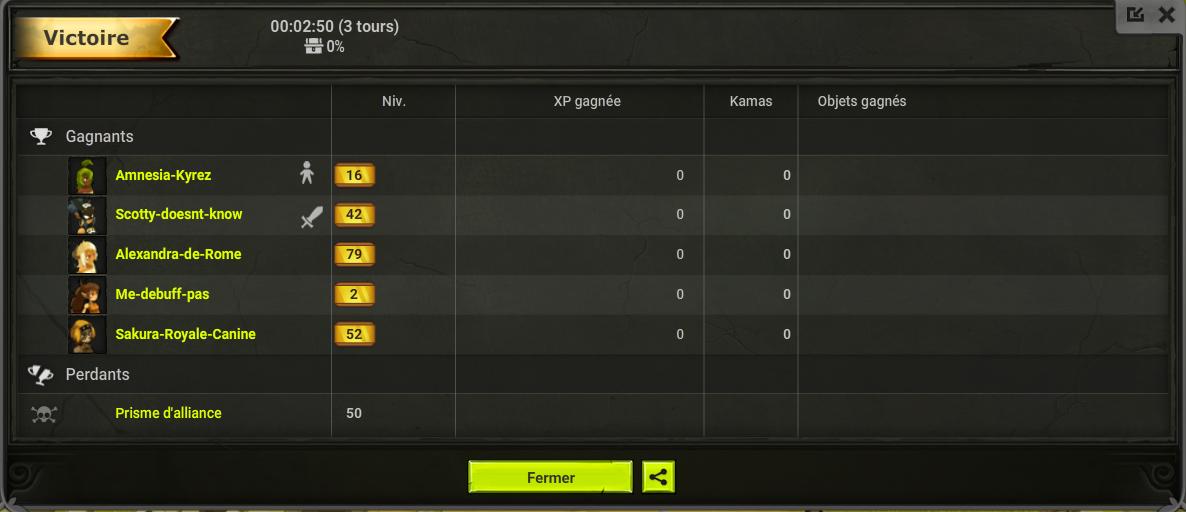 Victoire
00:02:50 (3 tours)
0%
Niv. XP gagnée Kamas Objets gagnés
Gagnants
Amnesia-Kyrez 16 0 0
Scotty-doesnt-know 42 0 0
Alexandra-de-Rome 79 0 0
Me-debuff-pas 2 0 0
Sakura-Royale-Canine 52 0 0
Perdants
Prisme d'alliance 50
Fermer